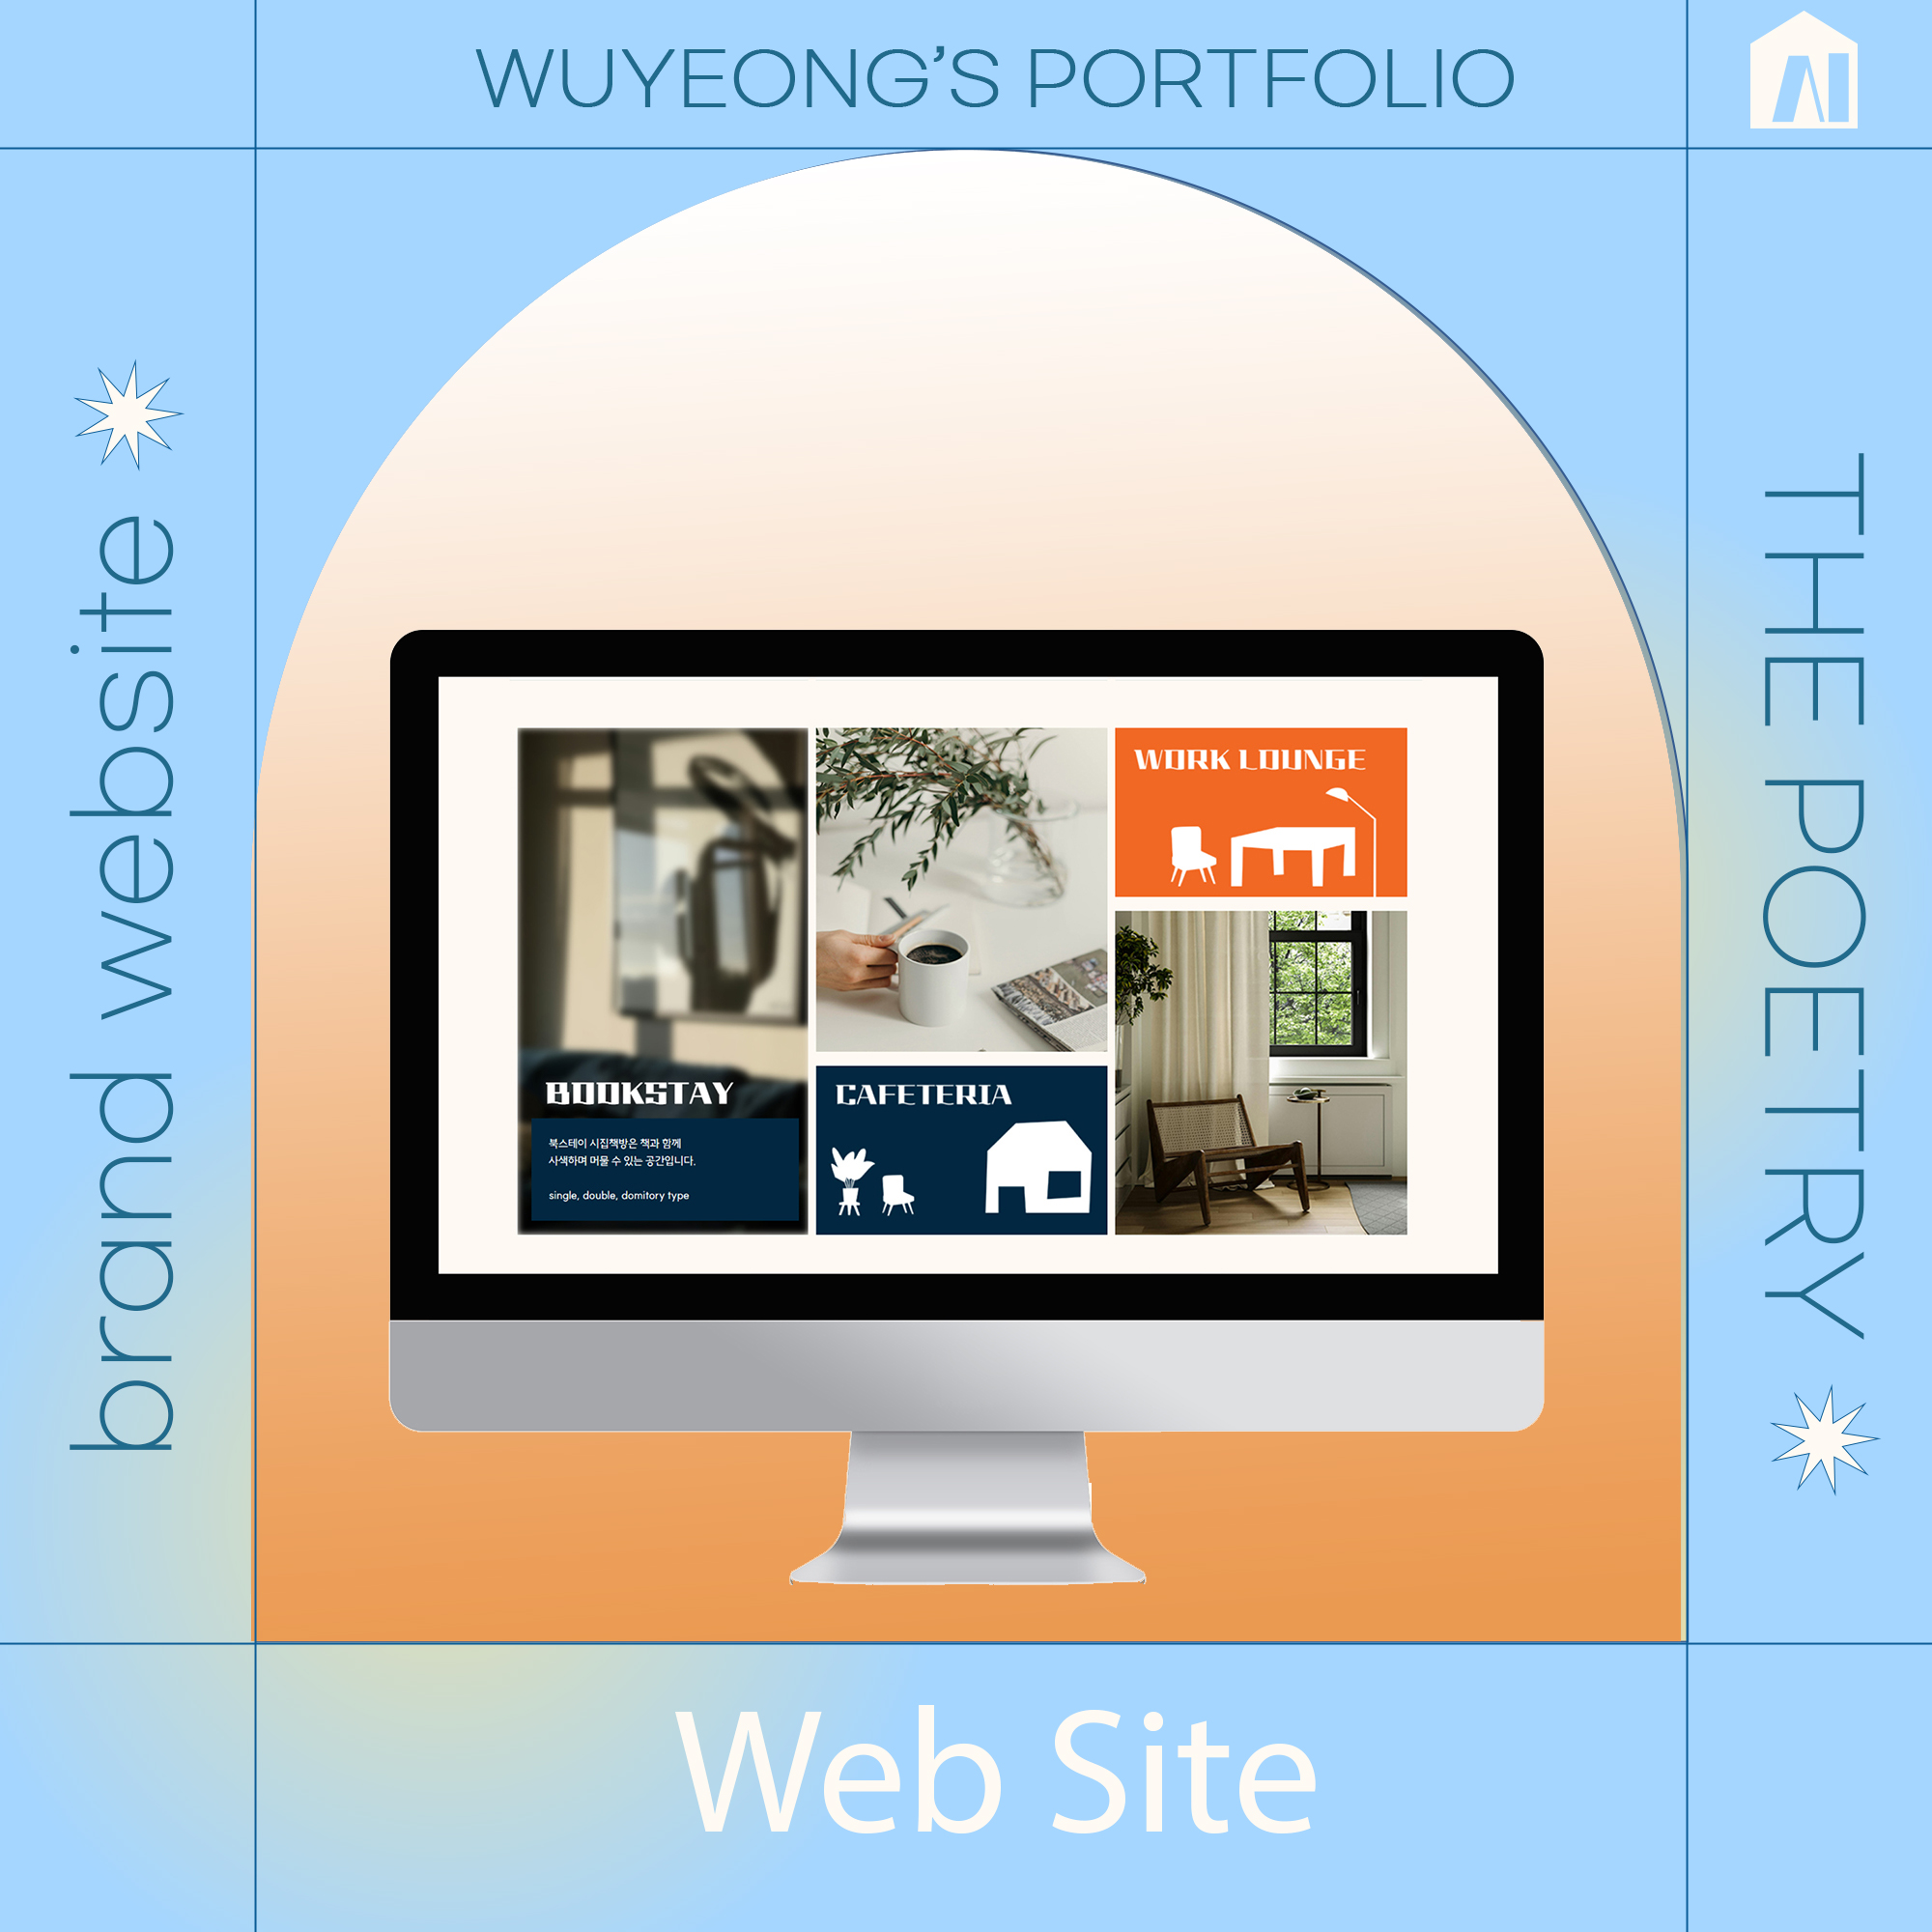 WUYEONG'S PORTFOLIO
AI
brand website
THE POETRY
WORK LOUNGE
BOOKSTAY
북스테이 시집책방은 책과 함께
사색하며 머물 수 있는 공간입니다.
single, double, domitory type
CAFETERIA
Web Site